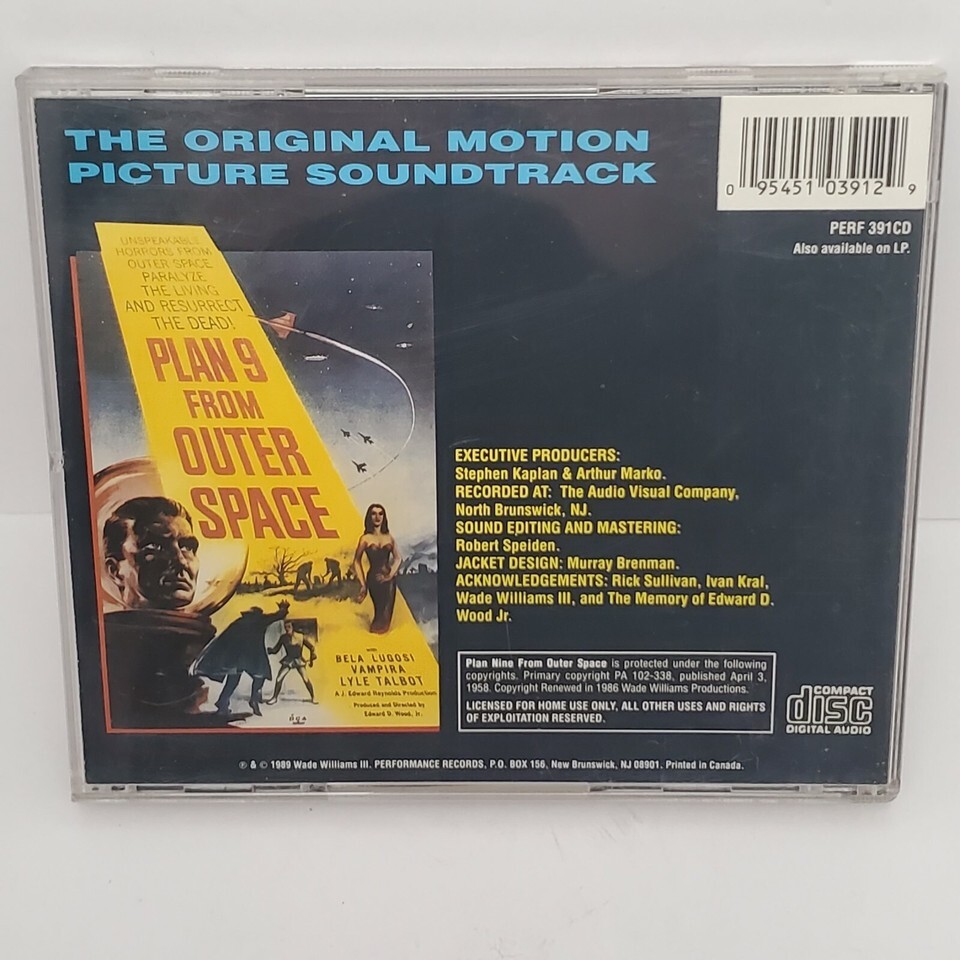 THE ORIGINAL MOTION
PICTURE SOUNDTRACK
0 95451 03912 9
PERF 391CD
Also available on LP.
UNSPEAKABLE
HORRORS FROM
OUTER SPACE
PARALYZE
THE LIVING
AND RESURRECT
THE DEAD!
PLAN 9
FROM
OUTER
SPACE
with
BELA LUGOSI
VAMPIRA
LYLE TALBOT
A J. Edward Reynolds Production
Produced and Directed by
Edward D. Wood, Jr.
EXECUTIVE PRODUCERS:
Stephen Kaplan & Arthur Marko.
RECORDED AT: The Audio Visual Company,
North Brunswick, NJ.
SOUND EDITING AND MASTERING:
Robert Speiden.
JACKET DESIGN: Murray Brenman.
ACKNOWLEDGEMENTS: Rick Sullivan, Ivan Kral,
Wade Williams III, and The Memory of Edward D.
Wood Jr.
Plan Nine From Outer Space is protected under the following
copyrights. Primary copyright PA 102-338, published April 3,
1958. Copyright Renewed in 1986 Wade Williams Productions.
LICENSED FOR HOME USE ONLY, ALL OTHER USES AND RIGHTS
OF EXPLOITATION RESERVED.
COMPACT
disc
DIGITAL AUDIO
℗ & © 1989 Wade Williams III. PERFORMANCE RECORDS, P.O. BOX 156, New Brunswick, NJ 08901. Printed in Canada.